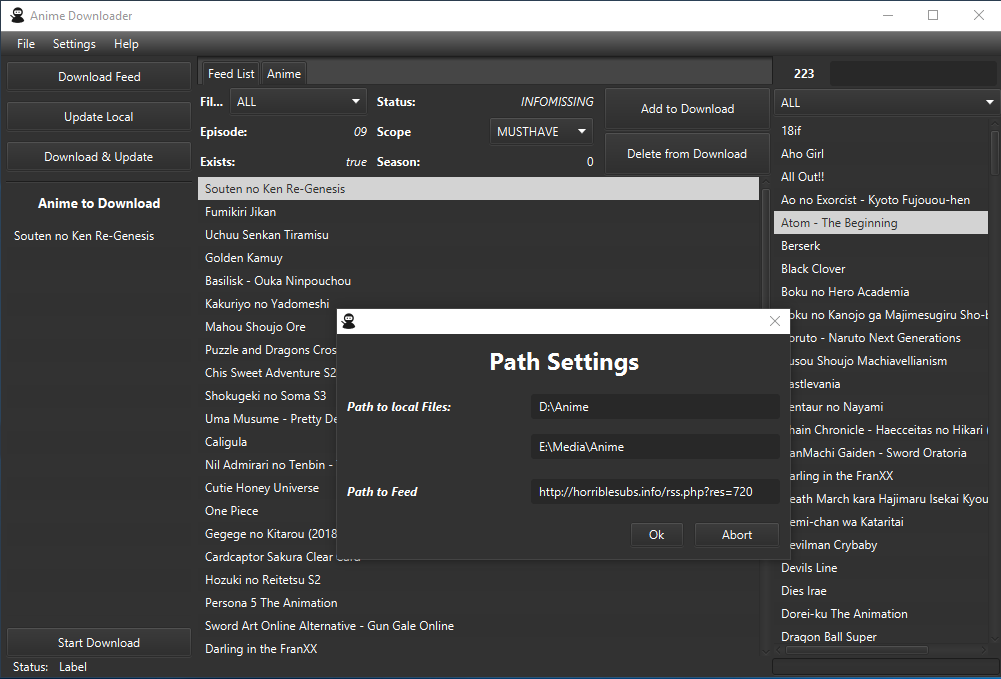 Anime Downloader
File Settings Help
Download Feed
Update Local
Download & Update
Anime to Download
Souten no Ken Re-Genesis
Start Download
Status: Label
Feed List Anime
Fil... ALL Status: INFOMISSING
Episode: 09 Scope MUSTHAVE
Exists: true Season: 0
Add to Download
Delete from Download
Souten no Ken Re-Genesis
Fumikiri Jikan
Uchuu Senkan Tiramisu
Golden Kamuy
Basilisk - Ouka Ninpouchou
Kakuriyo no Yadomeshi
Mahou Shoujo Ore
Puzzle and Dragons Cros
Chis Sweet Adventure S2
Shokugeki no Soma S3
Uma Musume - Pretty De
Caligula
Nil Admirari no Tenbin -
Cutie Honey Universe
One Piece
Gegege no Kitarou (2018
Cardcaptor Sakura Clear Card
Hozuki no Reitetsu S2
Persona 5 The Animation
Sword Art Online Alternative - Gun Gale Online
Darling in the FranXX
Path Settings
Path to local Files: D:\Anime
E:\Media\Anime
Path to Feed http://horriblesubs.info/rss.php?res=720
Ok Abort
223
ALL
18if
Aho Girl
All Out!!
Ao no Exorcist - Kyoto Fujouou-hen
Atom - The Beginning
Berserk
Black Clover
Boku no Hero Academia
oku no Kanojo ga Majimesugiru Sho-b
oruto - Naruto Next Generations
usou Shoujo Machiavellianism
astlevania
entaur no Nayami
hain Chronicle - Haecceitas no Hikari (
anMachi Gaiden - Sword Oratoria
arling in the FranXX
eath March kara Hajimaru Isekai Kyou
emi-chan wa Kataritai
evilman Crybaby
Devils Line
Dies Irae
Dorei-ku The Animation
Dragon Ball Super